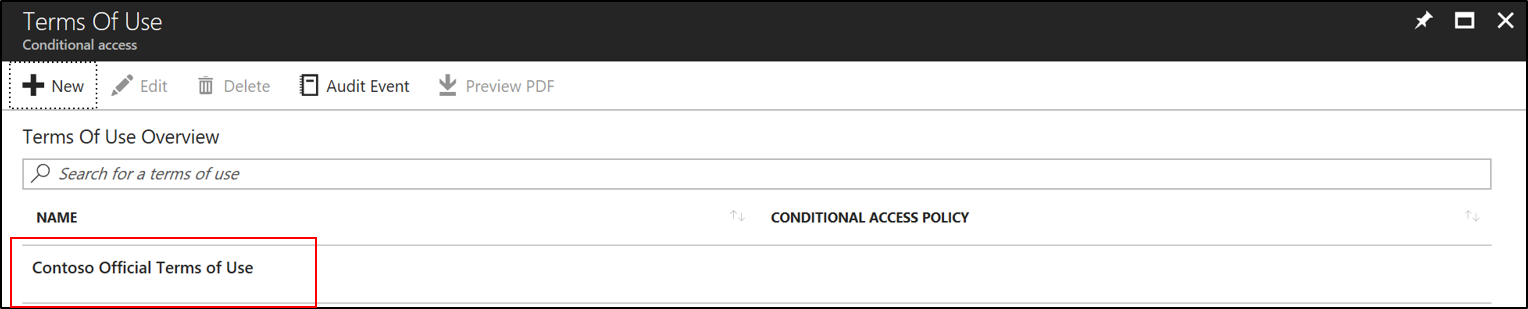 Terms Of Use
Conditional access
New Edit Delete Audit Event Preview PDF
Terms Of Use Overview
Search for a terms of use
NAME CONDITIONAL ACCESS POLICY
Contoso Official Terms of Use